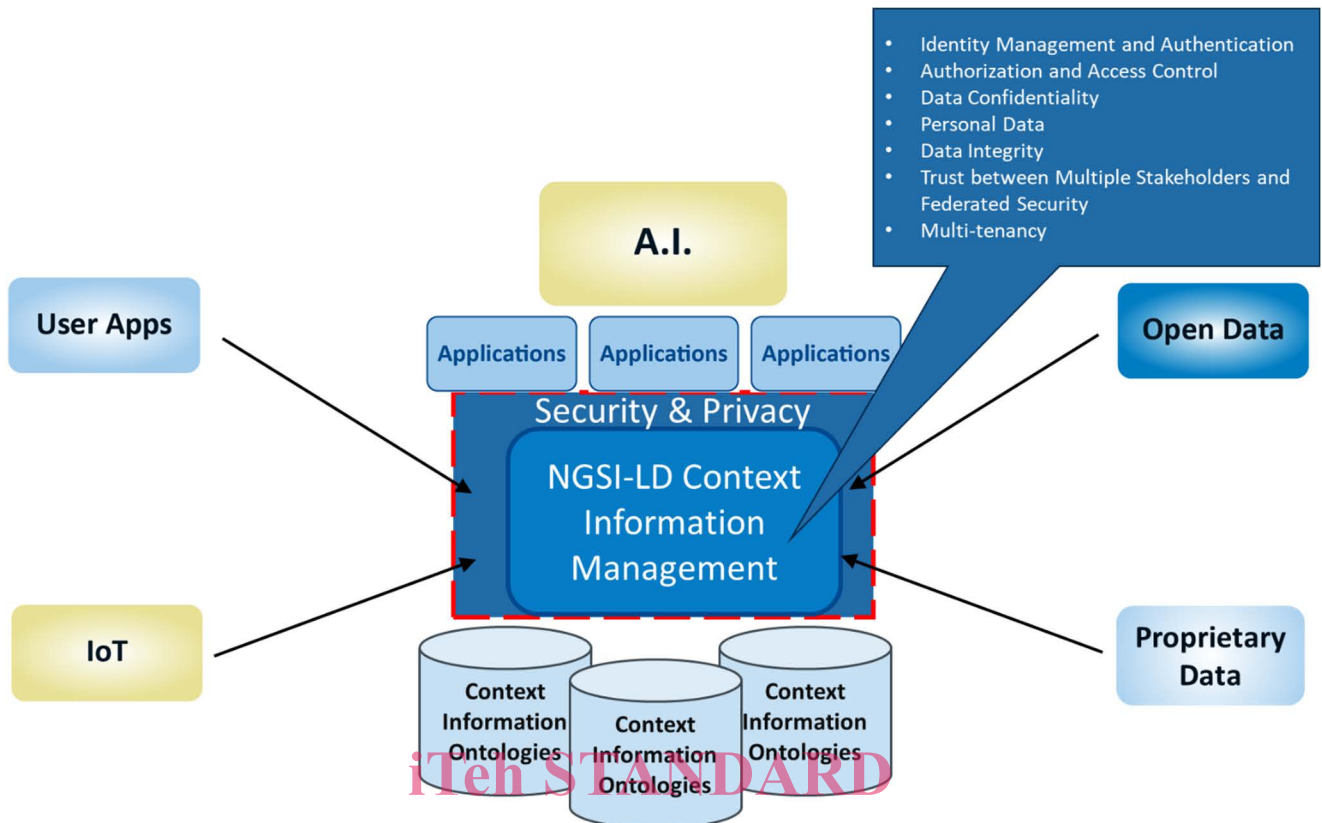 • Identity Management and Authentication
• Authorization and Access Control
• Data Confidentiality
• Personal Data
• Data Integrity
• Trust between Multiple Stakeholders and
Federated Security
• Multi-tenancy
A.I.
User Apps
Open Data
Applications
Applications
Applications
Security & Privacy
NGSI-LD Context
Information
Management
IoT
Proprietary
Data
Context
Information
Ontologies
Context
Information
Ontologies
Context
Information
Ontologies
iTeh STANDARD